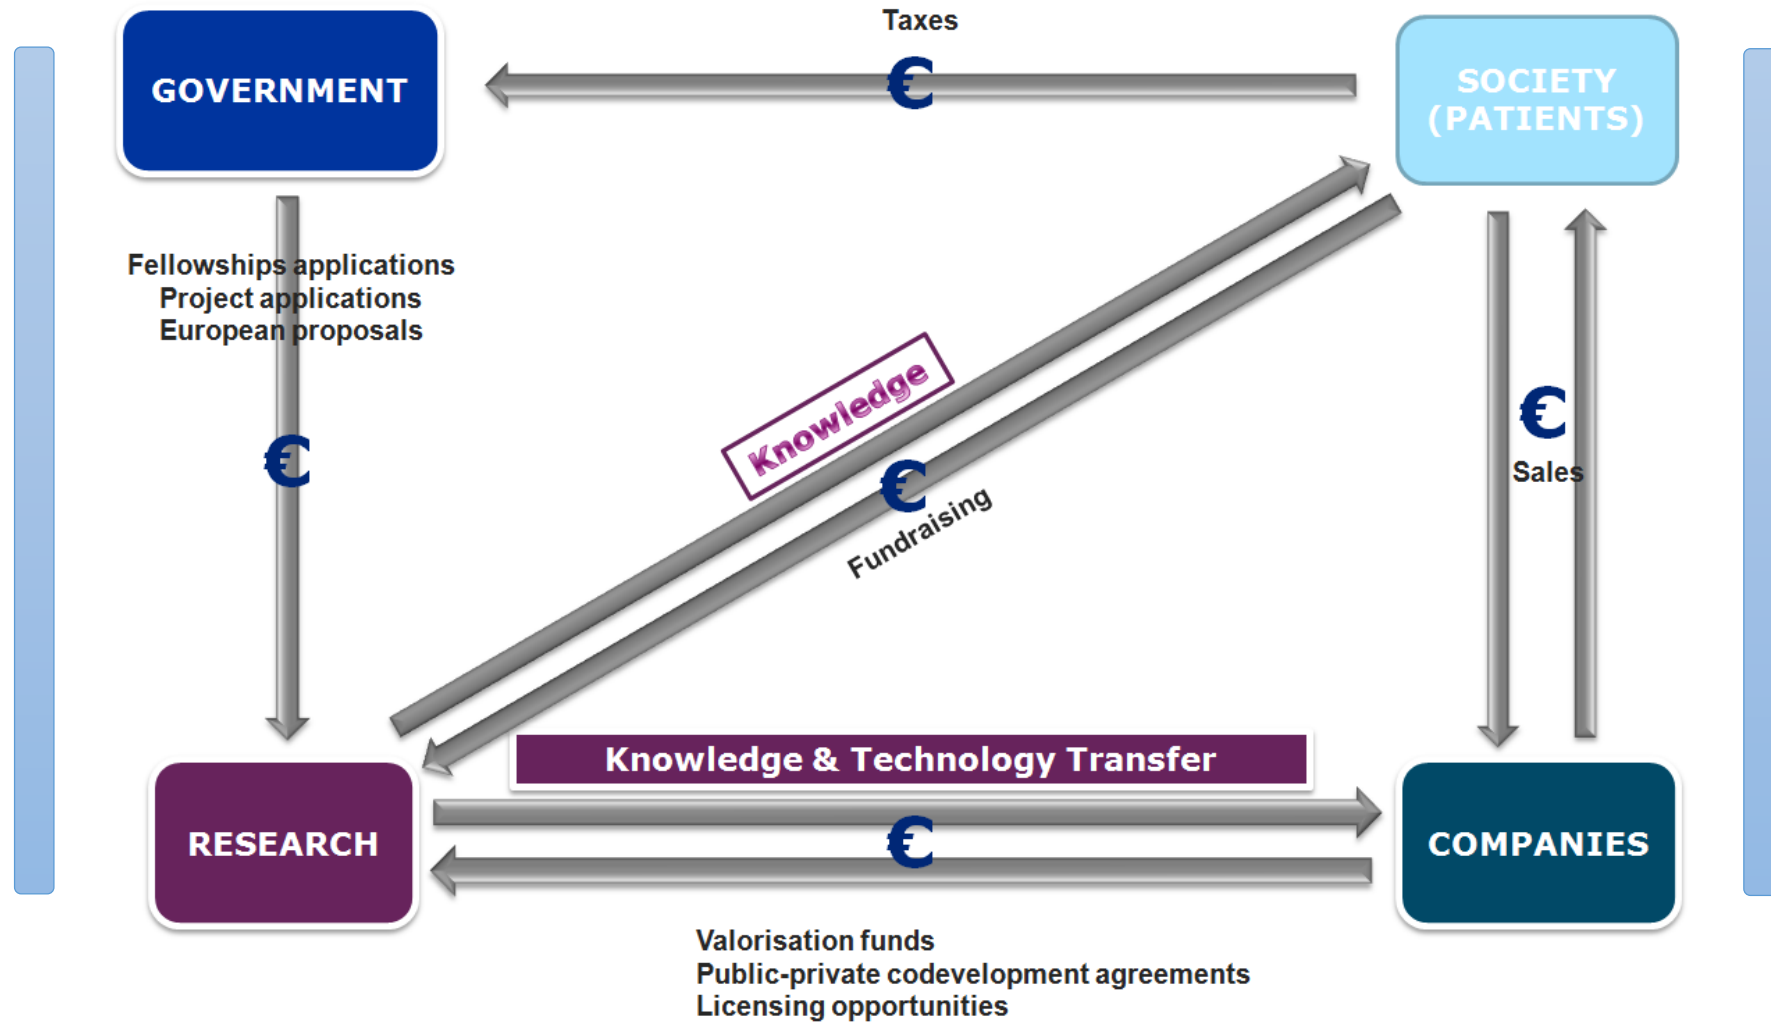 Taxes
GOVERNMENT
€
SOCIETY
(PATIENTS)
Fellowships applications
Project applications
European proposals
€
Knowledge
€
Fundraising
€
Sales
Knowledge & Technology Transfer
RESEARCH
€
COMPANIES
Valorisation funds
Public-private codevelopment agreements
Licensing opportunities